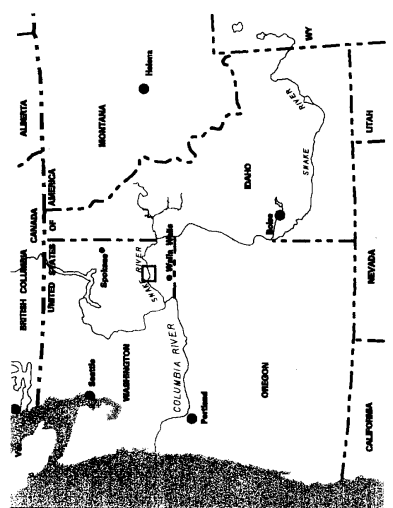 BRITISH COLUMBIA
ALBERTA
CANADA
UNITED STATES OF AMERICA
Seattle
Spokane
MONTANA
WASHINGTON
Helena
SNAKE RIVER
Walla Walla
COLUMBIA RIVER
Portland
IDAHO
OREGON
Boise
SNAKE RIVER
WY
CALIFORNIA
NEVADA
UTAH